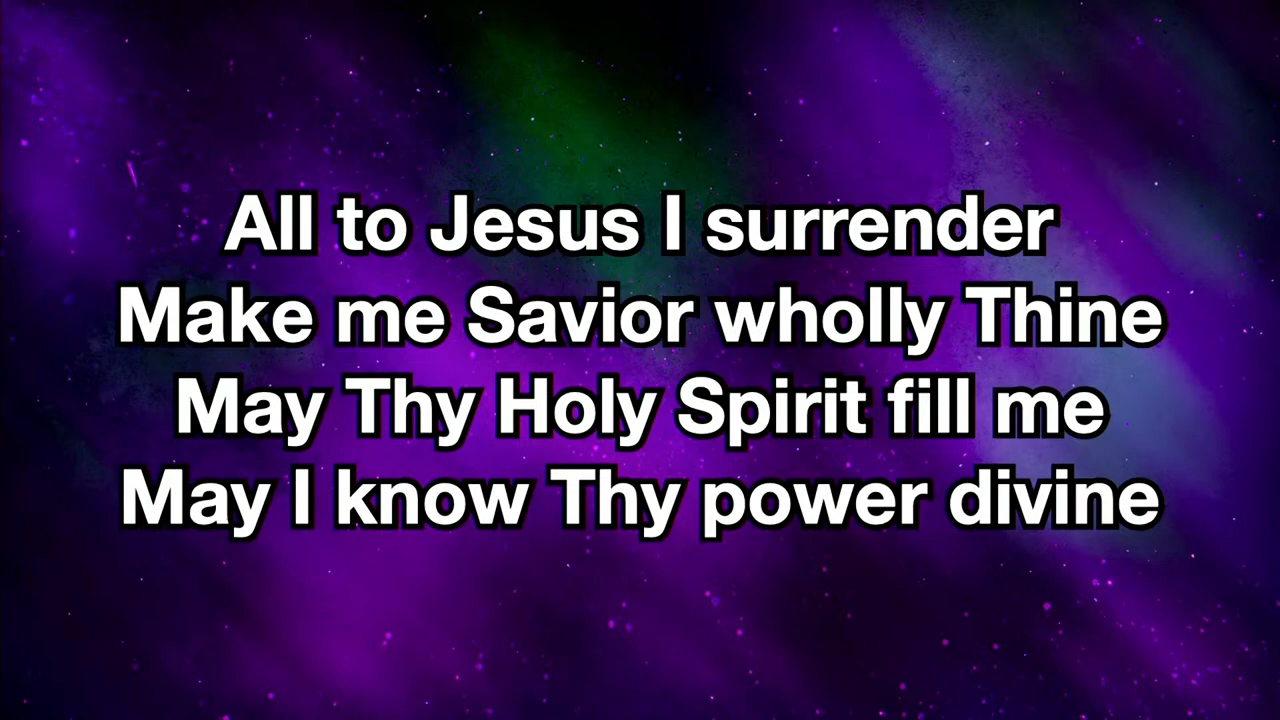 All to Jesus I surrender
Make me Savior wholly Thine
May Thy Holy Spirit fill me
May I know Thy power divine